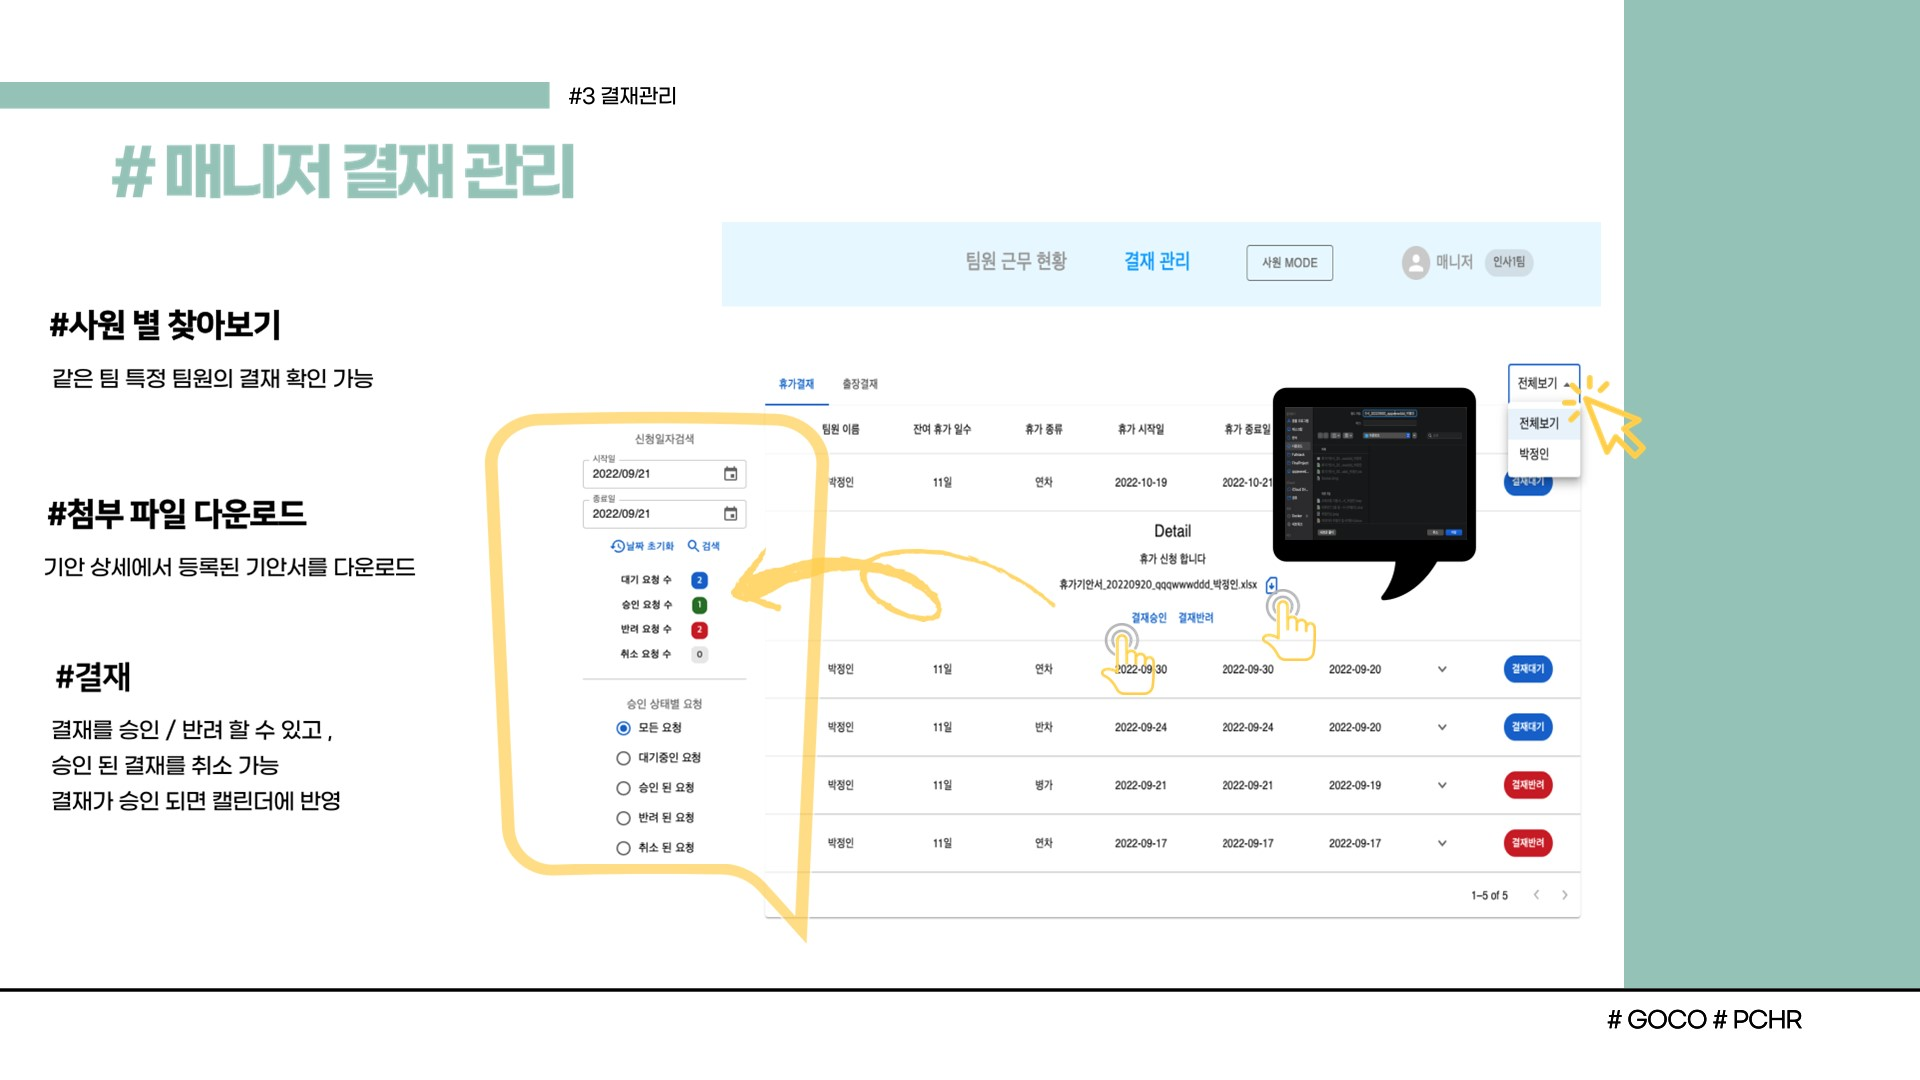 #3 결재관리
# 매니저 결재 관리
#사원 별 찾아보기
같은 팀 특정 팀원의 결재 확인 가능
#첨부 파일 다운로드
기안 상세에서 등록된 기안서를 다운로드
#결재
결재를 승인 / 반려 할 수 있고 ,
승인 된 결재를 취소 가능
결재가 승인 되면 캘린더에 반영
팀원 근무 현황 결재 관리 사원 MODE 매니저 인사1팀
신청일자검색
시작일
2022/09/21
종료일
2022/09/21
날짜 초기화 검색
대기 요청 수 2
승인 요청 수 1
반려 요청 수 2
취소 요청 수 0
승인 상태별 요청
모든 요청
대기중인 요청
승인 된 요청
반려 된 요청
취소 된 요청
휴가결재 출장결재
전체보기
전체보기
박정인
팀원 이름 잔여 휴가 일수 휴가 종류 휴가 시작일 휴가 종료일
박정인 11일 연차 2022-10-19 2022-10-21 결재대기
Detail
휴가 신청 합니다
휴가기안서_20220920_qqqwwwddd_박정인.xlsx
결재승인 결재반려
박정인 11일 연차 2022-09-30 2022-09-30 2022-09-20 결재대기
박정인 11일 반차 2022-09-24 2022-09-24 2022-09-20 결재대기
박정인 11일 병가 2022-09-21 2022-09-21 2022-09-19 결재반려
박정인 11일 연차 2022-09-17 2022-09-17 2022-09-17 결재반려
1–5 of 5
# GOCO # PCHR